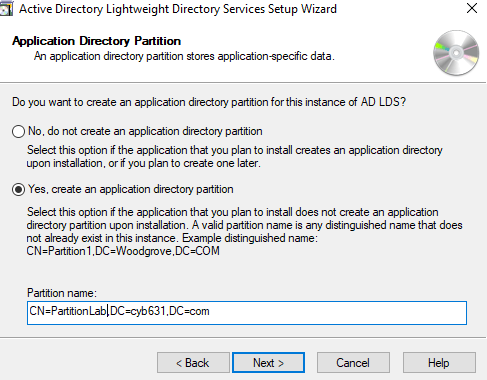 Active Directory Lightweight Directory Services Setup Wizard
Application Directory Partition
An application directory partition stores application-specific data.
Do you want to create an application directory partition for this instance of AD LDS?
No, do not create an application directory partition
Select this option if the application that you plan to install creates an application directory
upon installation, or if you plan to create one later.
Yes, create an application directory partition
Select this option if the application that you plan to install does not create an application
directory partition upon installation. A valid partition name is any distinguished name that does
not already exist in this instance. Example distinguished name:
CN=Partition1,DC=Woodgrove,DC=COM
Partition name:
CN=PartitionLab,DC=cyb631,DC=com
< Back Next > Cancel Help